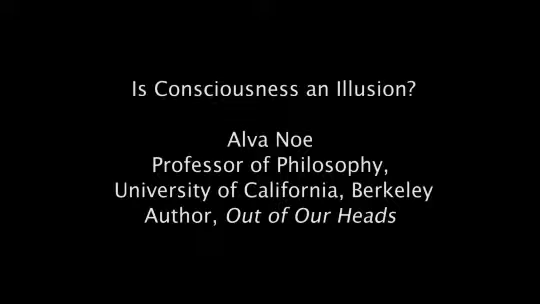 Is Consciousness an Illusion?
Alva Noe
Professor of Philosophy,
University of California, Berkeley
Author, Out of Our Heads